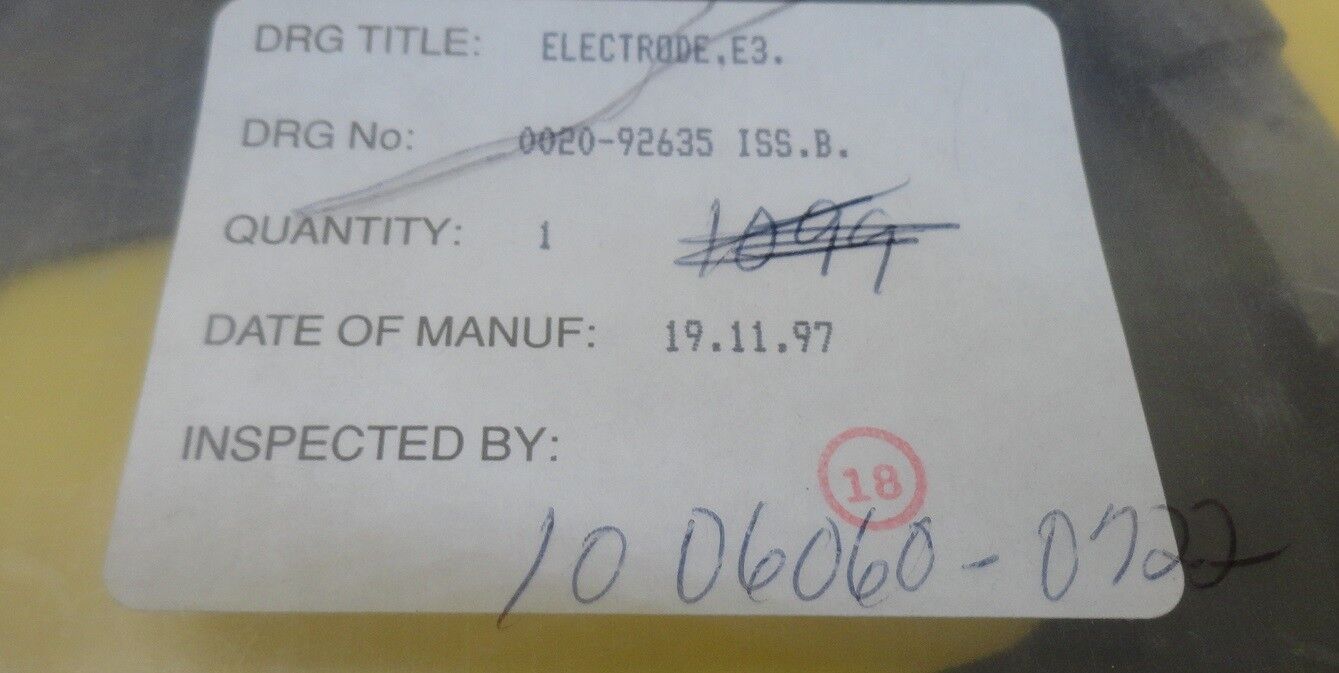 DRG TITLE: ELECTRODE,E3.
DRG No: 0020-92635 ISS.B.
QUANTITY: 1 1099
DATE OF MANUF: 19.11.97
INSPECTED BY:
18
10 06060-0722